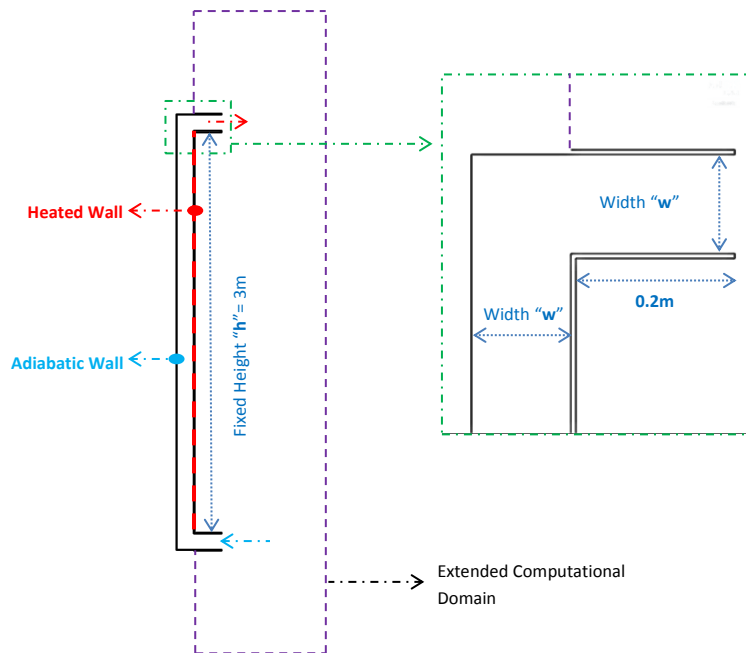 Heated Wall
Adiabatic Wall
Fixed Height “h”= 3m
Width “w”
0.2m
Width “w”
Extended Computational
Domain